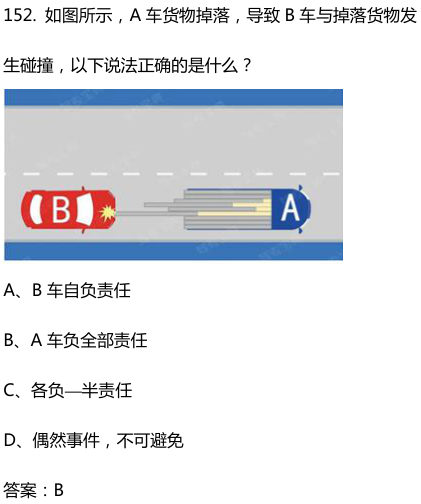 152. 如图所示，A 车货物掉落，导致 B 车与掉落货物发
生碰撞，以下说法正确的是什么？
B
A
A、B 车自负责任
B、A 车负全部责任
C、各负—半责任
D、偶然事件，不可避免
答案：B